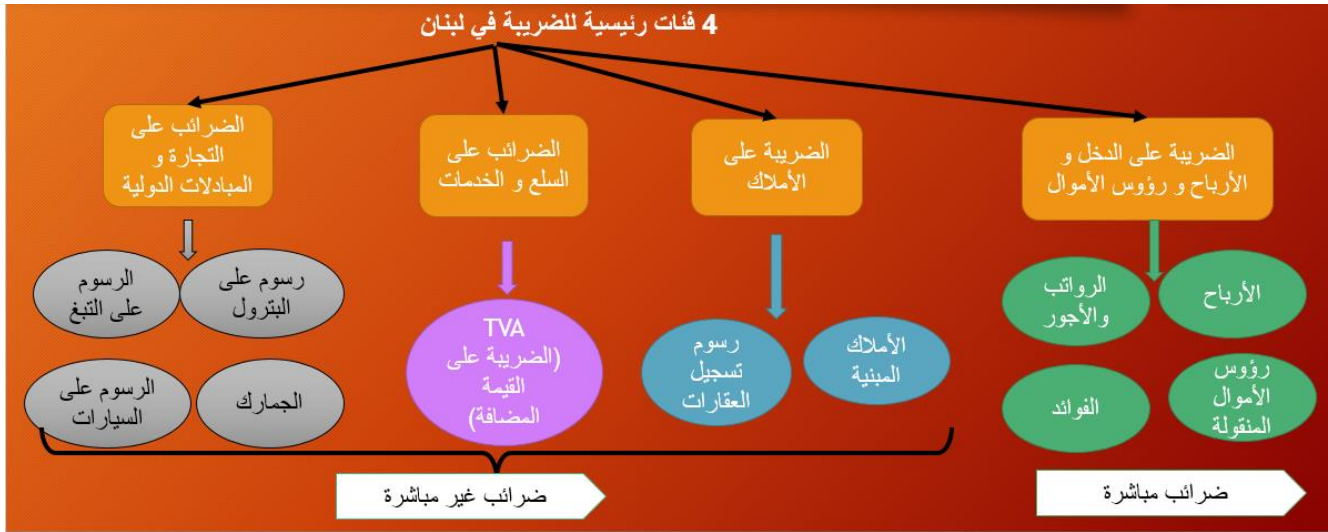 4 فئات رئيسية للضريبة في لبنان
الضريبة على الدخل و
الأرباح و رؤوس الأموال
الضريبة على
الأملاك
الضرائب على
السلع و الخدمات
الضرائب على
التجارة و
المبادلات الدولية
الأرباح
الرواتب
والأجور
رؤوس
الأموال
المنقولة
الفوائد
الأملاك
المبنية
رسوم
تسجيل
العقارات
TVA
(الضريبة على
القيمة
المضافة)
رسوم على
البترول
الرسوم
على التبغ
الجمارك
الرسوم على
السيارات
ضرائب مباشرة
ضرائب غير مباشرة